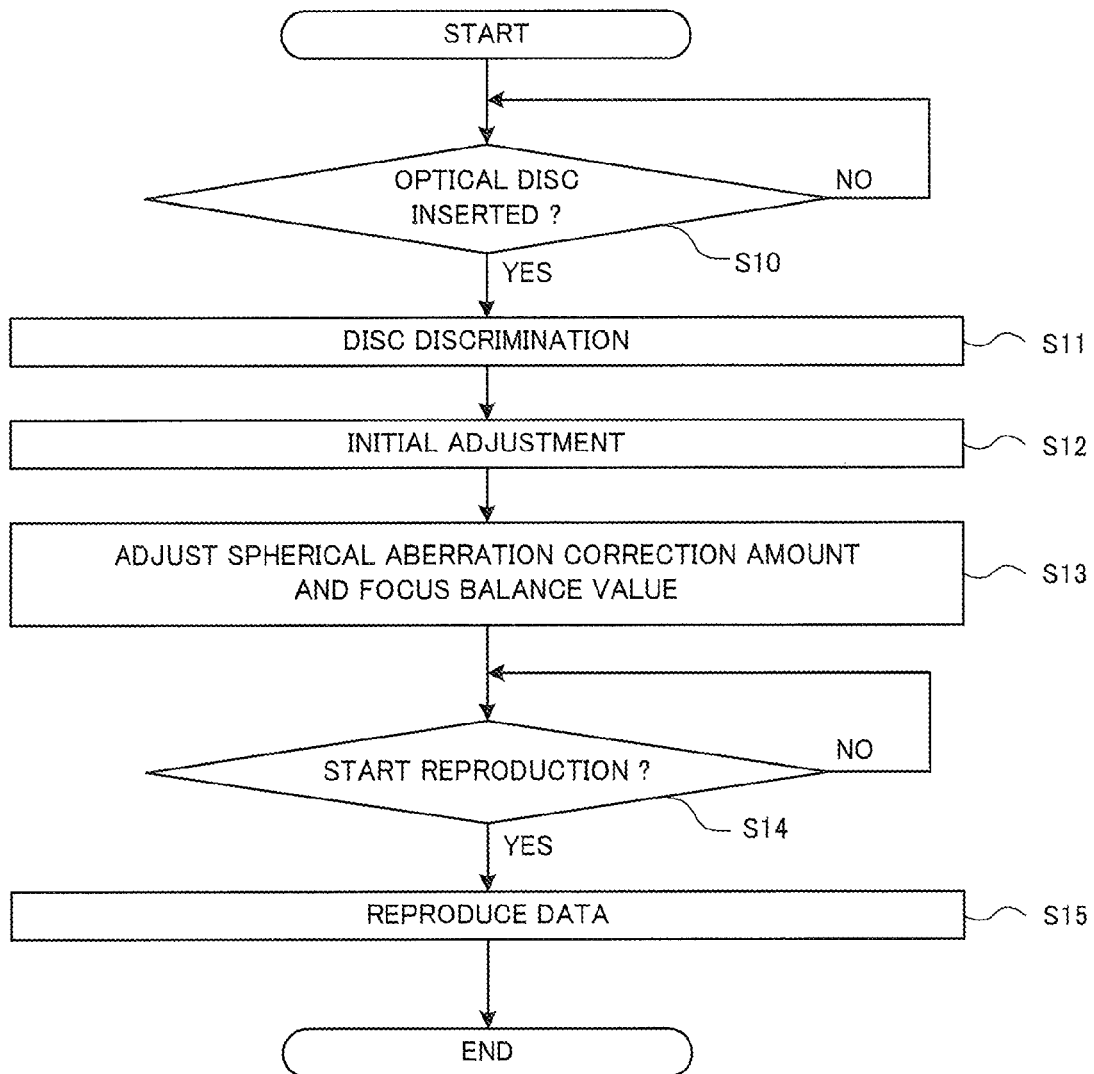 START
OPTICAL DISC
INSERTED ?
NO
S10
YES
DISC DISCRIMINATION
S11
INITIAL ADJUSTMENT
S12
ADJUST SPHERICAL ABERRATION CORRECTION AMOUNT
AND FOCUS BALANCE VALUE
S13
START REPRODUCTION ?
NO
S14
YES
REPRODUCE DATA
S15
END